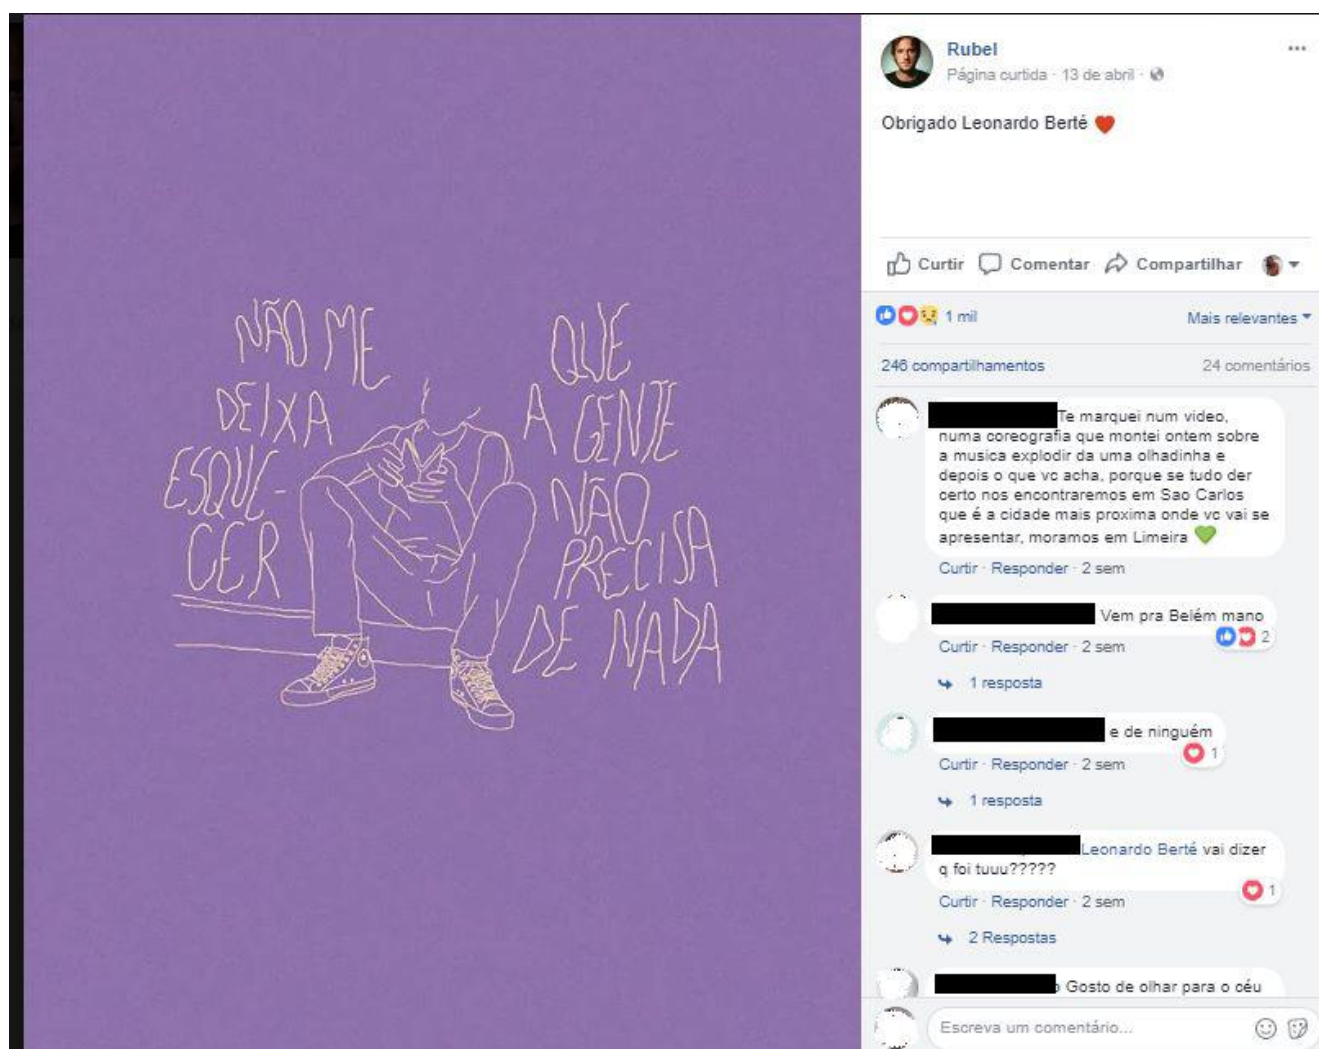 NÃO ME
DEIXA
ESQUE-
CER
QUE
A GENTE
NÃO
PRECISA
DE NADA
Rubel
Página curtida · 13 de abril ·
Obrigado Leonardo Berté
Curtir Comentar Compartilhar
1 mil
Mais relevantes
246 compartilhamentos
24 comentários
Te marquei num video,
numa coreografia que montei ontem sobre
a musica explodir da uma olhadinha e
depois o que vc acha, porque se tudo der
certo nos encontraremos em Sao Carlos
que é a cidade mais proxima onde vc vai se
apresentar, moramos em Limeira
Curtir · Responder · 2 sem
Vem pra Belém mano
2
Curtir · Responder · 2 sem
1 resposta
e de ninguém
1
Curtir · Responder · 2 sem
1 resposta
Leonardo Berté vai dizer
q foi tuuu?????
1
Curtir · Responder · 2 sem
2 Respostas
Gosto de olhar para o céu
Escreva um comentário...